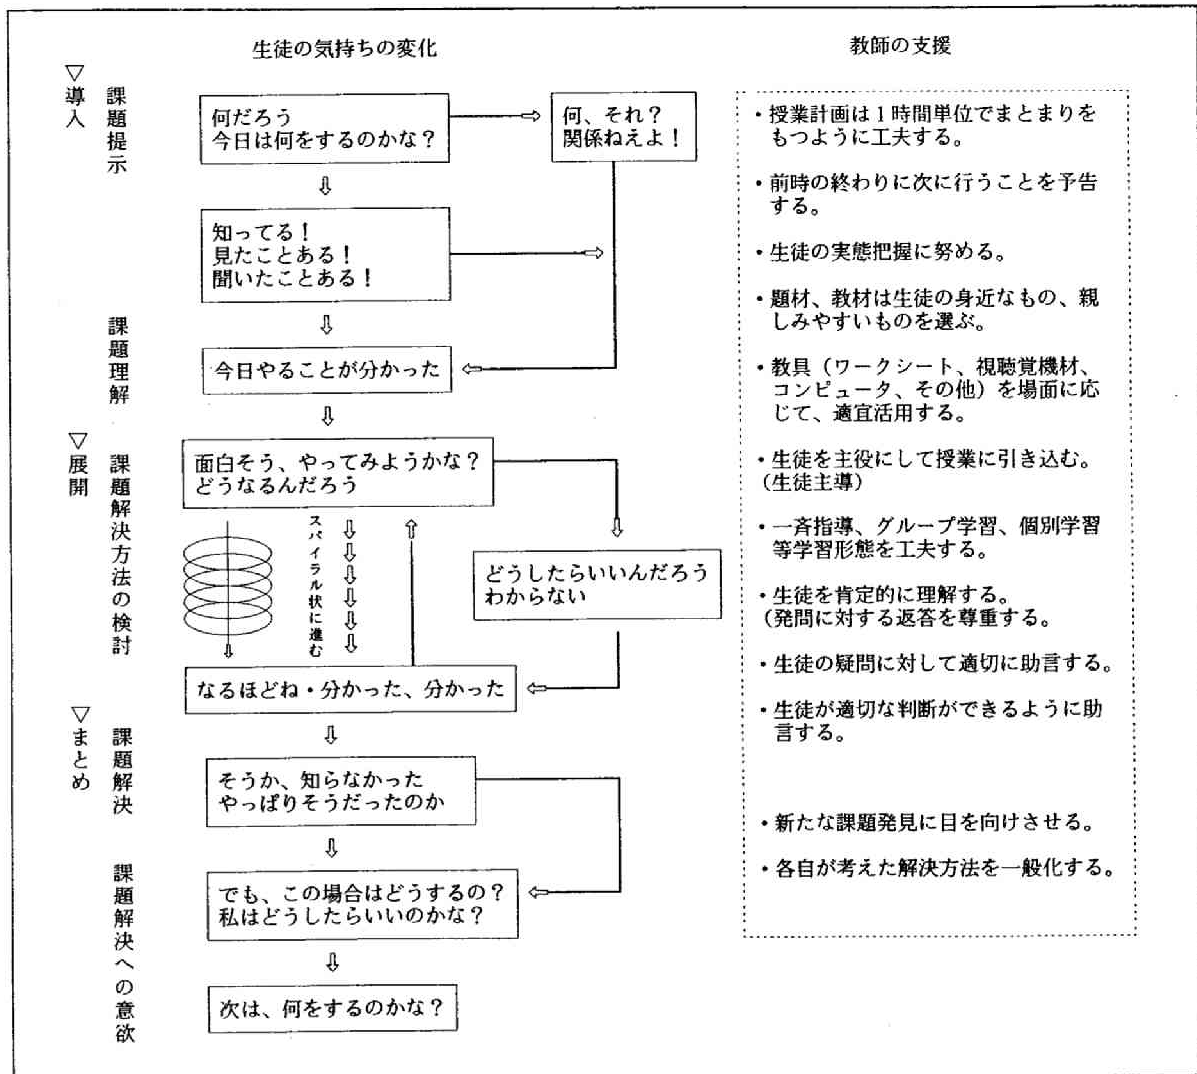 生徒の気持ちの変化
教師の支援
▽導入
課題提示
何だろう
今日は何をするのかな?
何、それ?
関係ねえよ!
知ってる!
見たことある!
聞いたことある!
課題理解
今日やることが分かった
▽展開
課題解決方法の検討
面白そう、やってみようかな?
どうなるんだろう
スパイラル状に進む
どうしたらいいんだろう
わからない
なるほどね・分かった、分かった
▽まとめ
課題解決
そうか、知らなかった
やっぱりそうだったのか
課題解決への意欲
でも、この場合はどうするの?
私はどうしたらいいのかな?
次は、何をするのかな?
・授業計画は1時間単位でまとまりを
もつように工夫する。
・前時の終わりに次に行うことを予告
する。
・生徒の実態把握に努める。
・題材、教材は生徒の身近なもの、親
しみやすいものを選ぶ。
・教具(ワークシート、視聴覚機材、
コンピュータ、その他)を場面に応
じて、適宜活用する。
・生徒を主役にして授業に引き込む。
(生徒主導)
・一斉指導、グループ学習、個別学習
等学習形態を工夫する。
・生徒を肯定的に理解する。
(発問に対する返答を尊重する。
・生徒の疑問に対して適切に助言する。
・生徒が適切な判断ができるように助
言する。
・新たな課題発見に目を向けさせる。
・各自が考えた解決方法を一般化する。